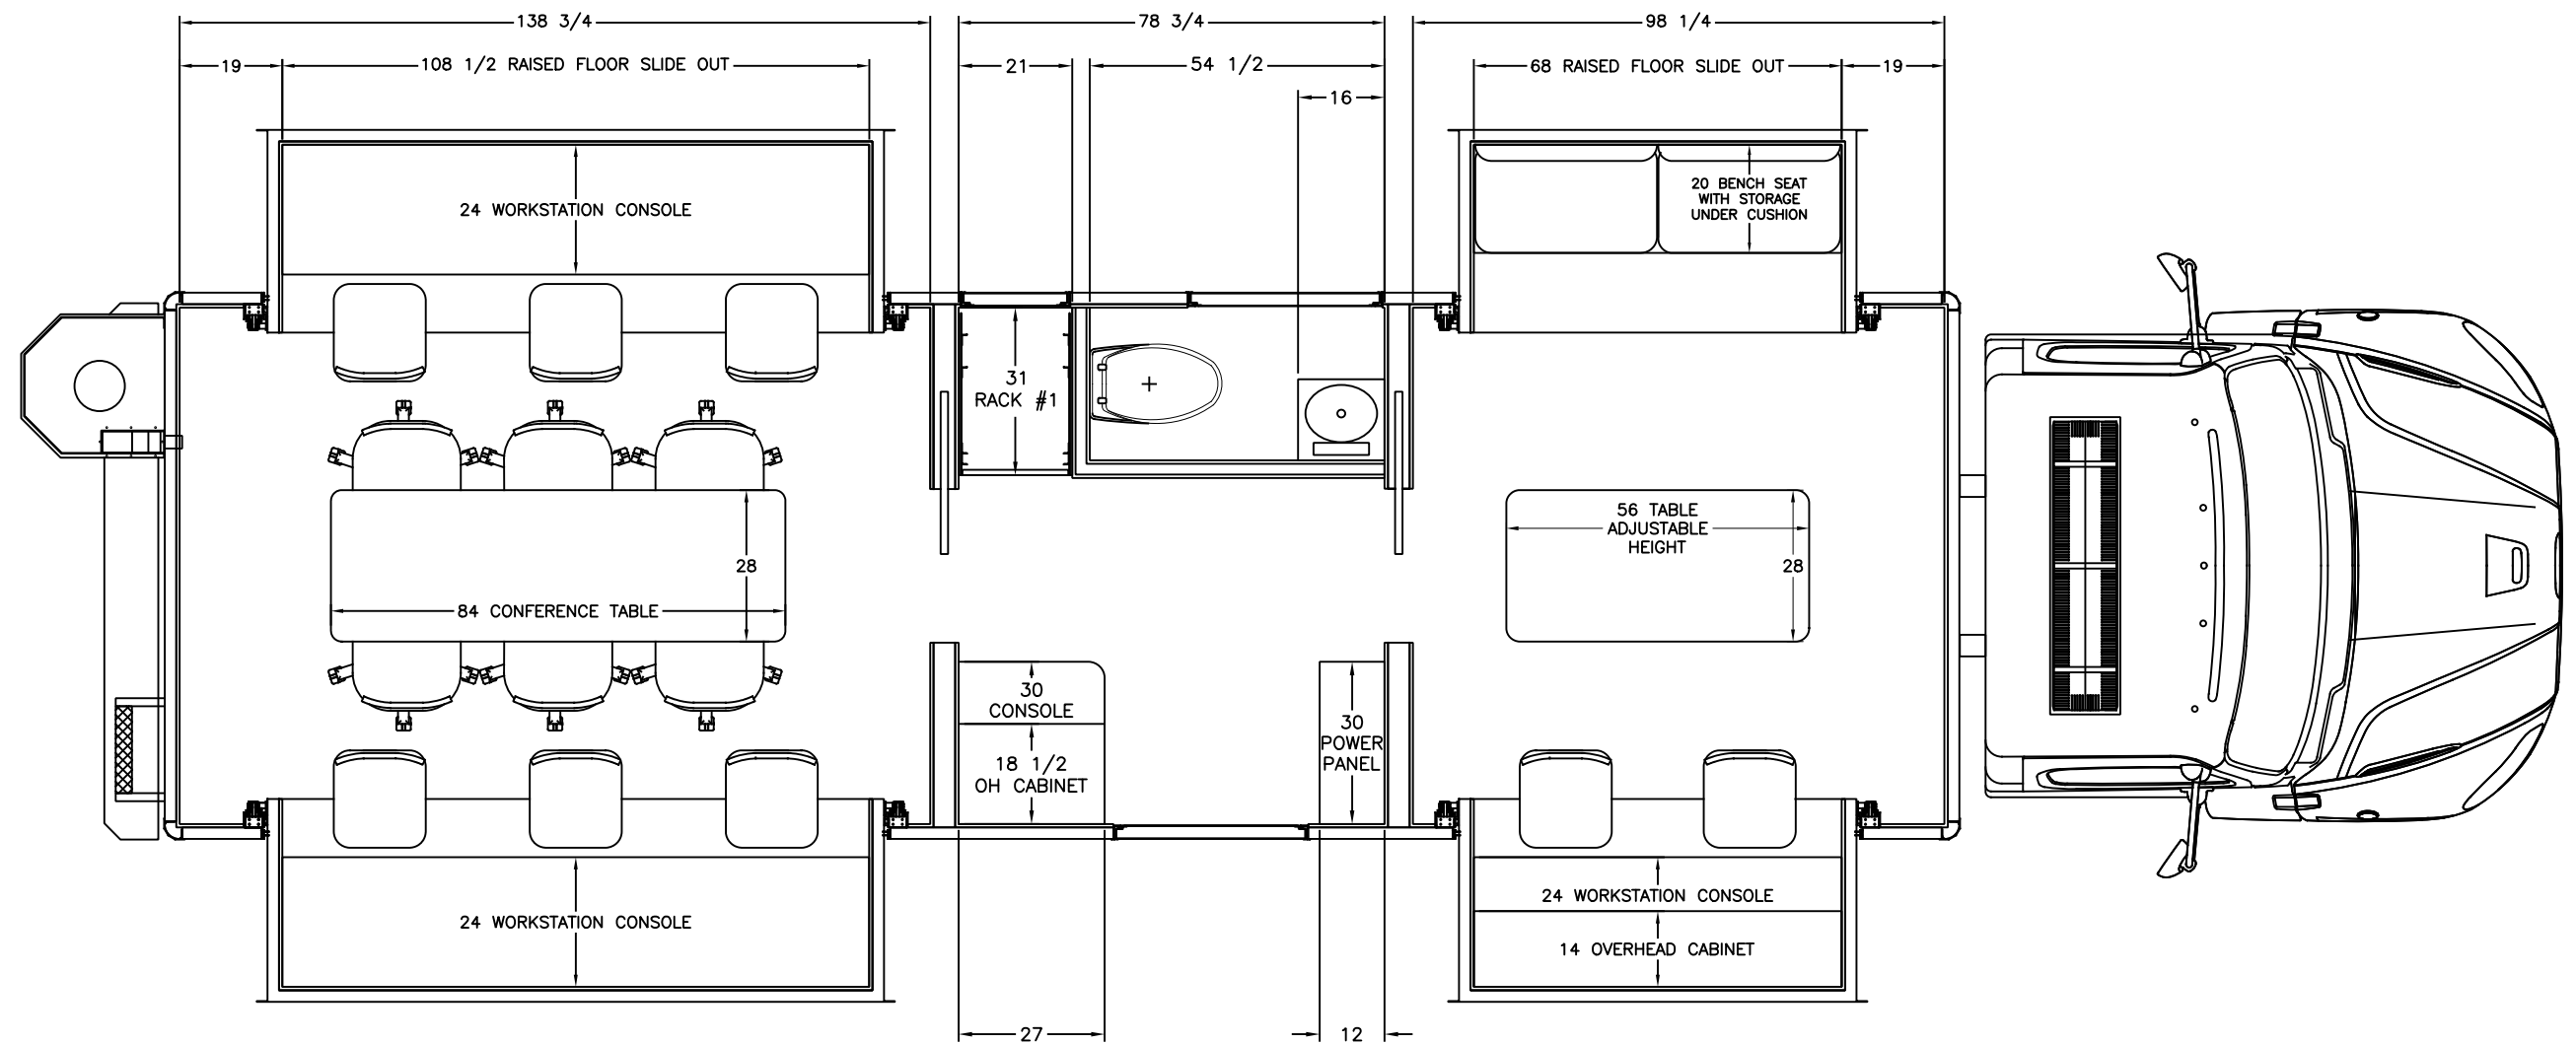 138 3/4
78 3/4
98 1/4
19
108 1/2 RAISED FLOOR SLIDE OUT
21
54 1/2
68 RAISED FLOOR SLIDE OUT
19
16
24 WORKSTATION CONSOLE
20 BENCH SEAT
WITH STORAGE
UNDER CUSHION
31
RACK #1
56 TABLE
ADJUSTABLE
HEIGHT
28
28
84 CONFERENCE TABLE
30
CONSOLE
18 1/2
OH CABINET
30
POWER
PANEL
24 WORKSTATION CONSOLE
24 WORKSTATION CONSOLE
14 OVERHEAD CABINET
27
12